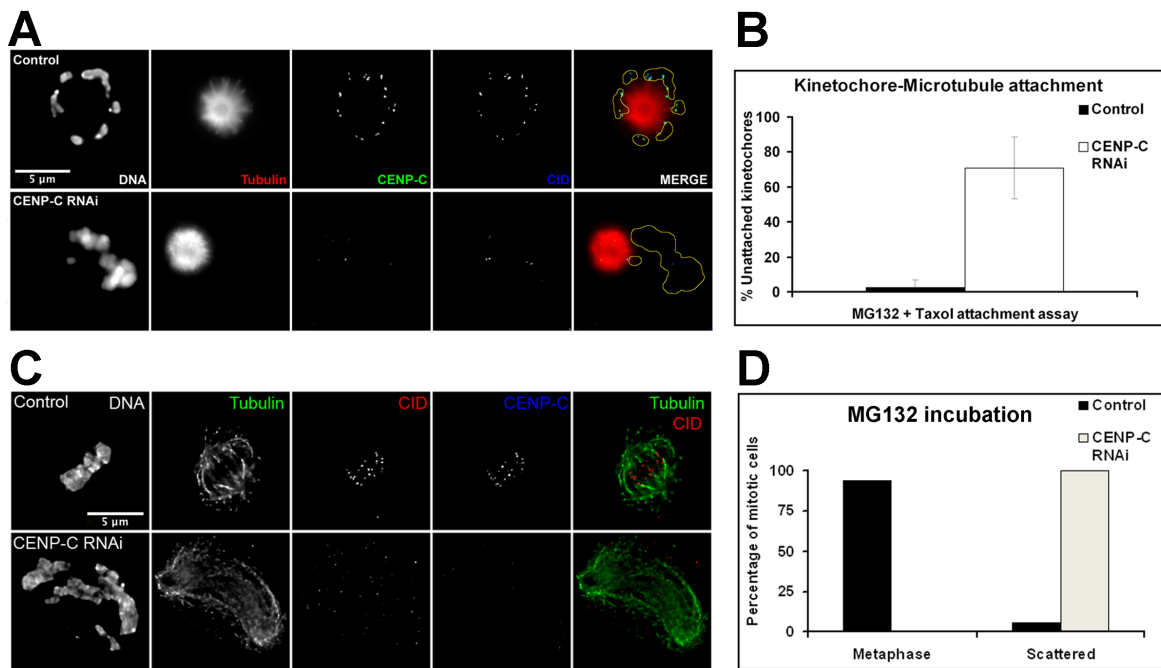 A
Control
5 µm
DNA
Tubulin
CENP-C
CID
MERGE
CENP-C RNAi
B
Kinetochore-Microtubule attachment
% Unattached kinetochores
100
80
60
40
20
0
Control
CENP-C
RNAi
MG132 + Taxol attachment assay
C
Control
DNA
Tubulin
CID
CENP-C
Tubulin
CID
5 µm
CENP-C RNAi
D
MG132 incubation
Percentage of mitotic cells
100
75
50
25
0
Control
CENP-C
RNAi
Metaphase
Scattered